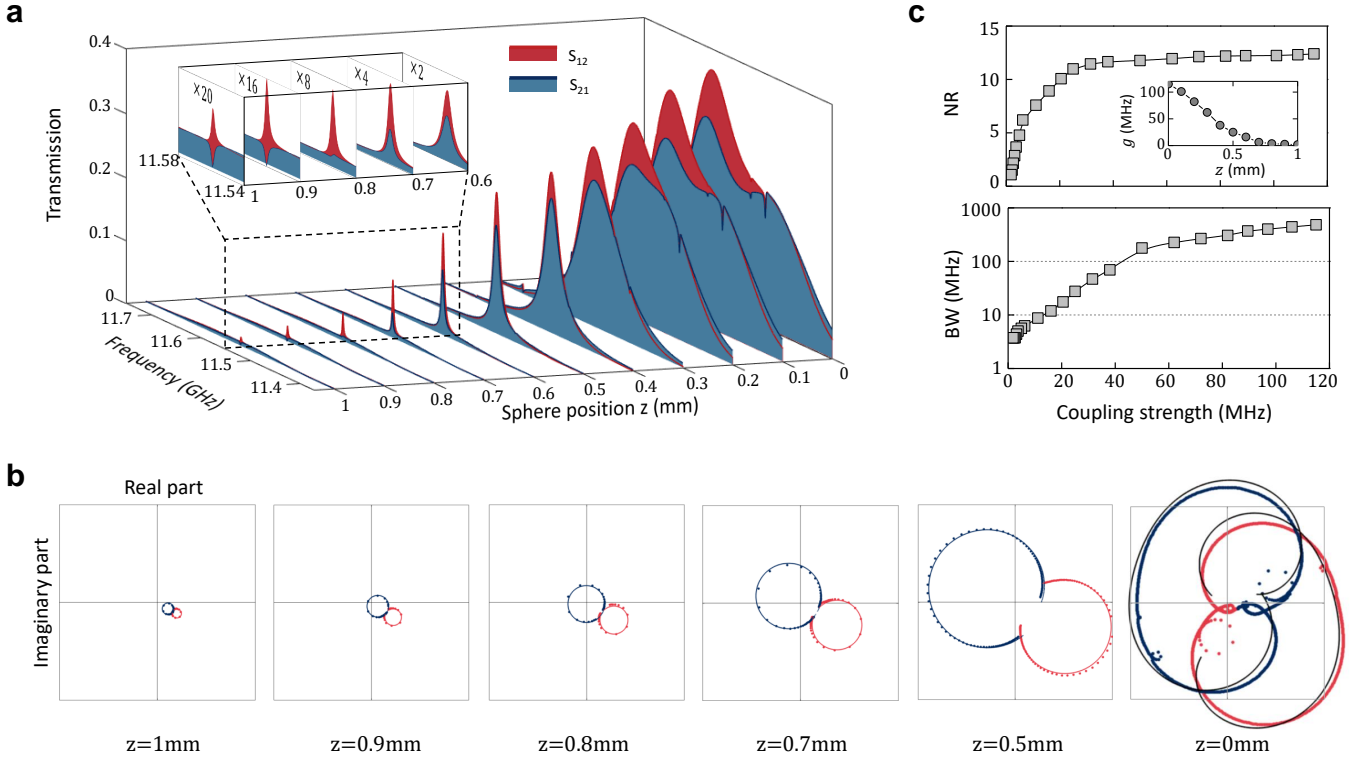 a
0.4
0.3
0.2
0.1
0
Transmission
S12
S21
×20
×16
×8
×4
×2
11.58
11.54
1
0.9
0.8
0.7
0.6
11.7
11.6
11.5
11.4
Frequency (GHz)
1
0.9
0.8
0.7
0.6
0.5
0.4
0.3
0.2
0.1
0
Sphere position z (mm)
c
15
10
5
0
NR
100
50
0
g (MHz)
0
0.5
1
z (mm)
1000
100
10
1
BW (MHz)
0 20 40 60 80 100 120
Coupling strength (MHz)
b
Real part
Imaginary part
z=1mm
z=0.9mm
z=0.8mm
z=0.7mm
z=0.5mm
z=0mm